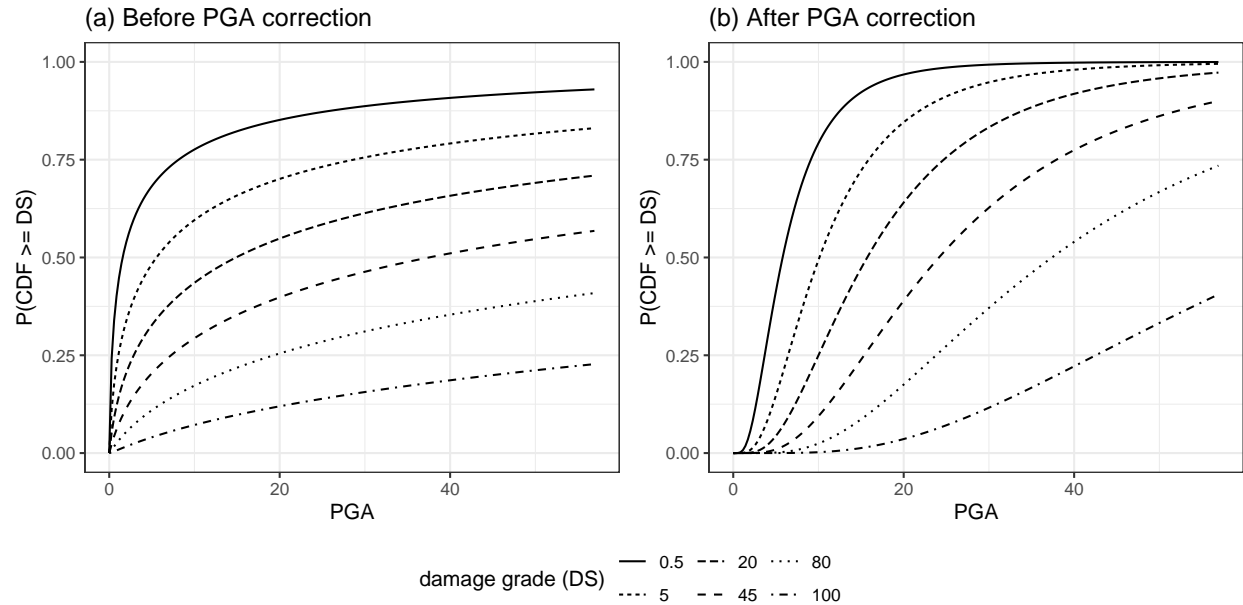 (a) Before PGA correction
(b) After PGA correction
P(CDF >= DS)
1.00
0.75
0.50
0.25
0.00
0 20 40
PGA
P(CDF >= DS)
1.00
0.75
0.50
0.25
0.00
0 20 40
PGA
damage grade (DS)
0.5 20 80
5 45 100